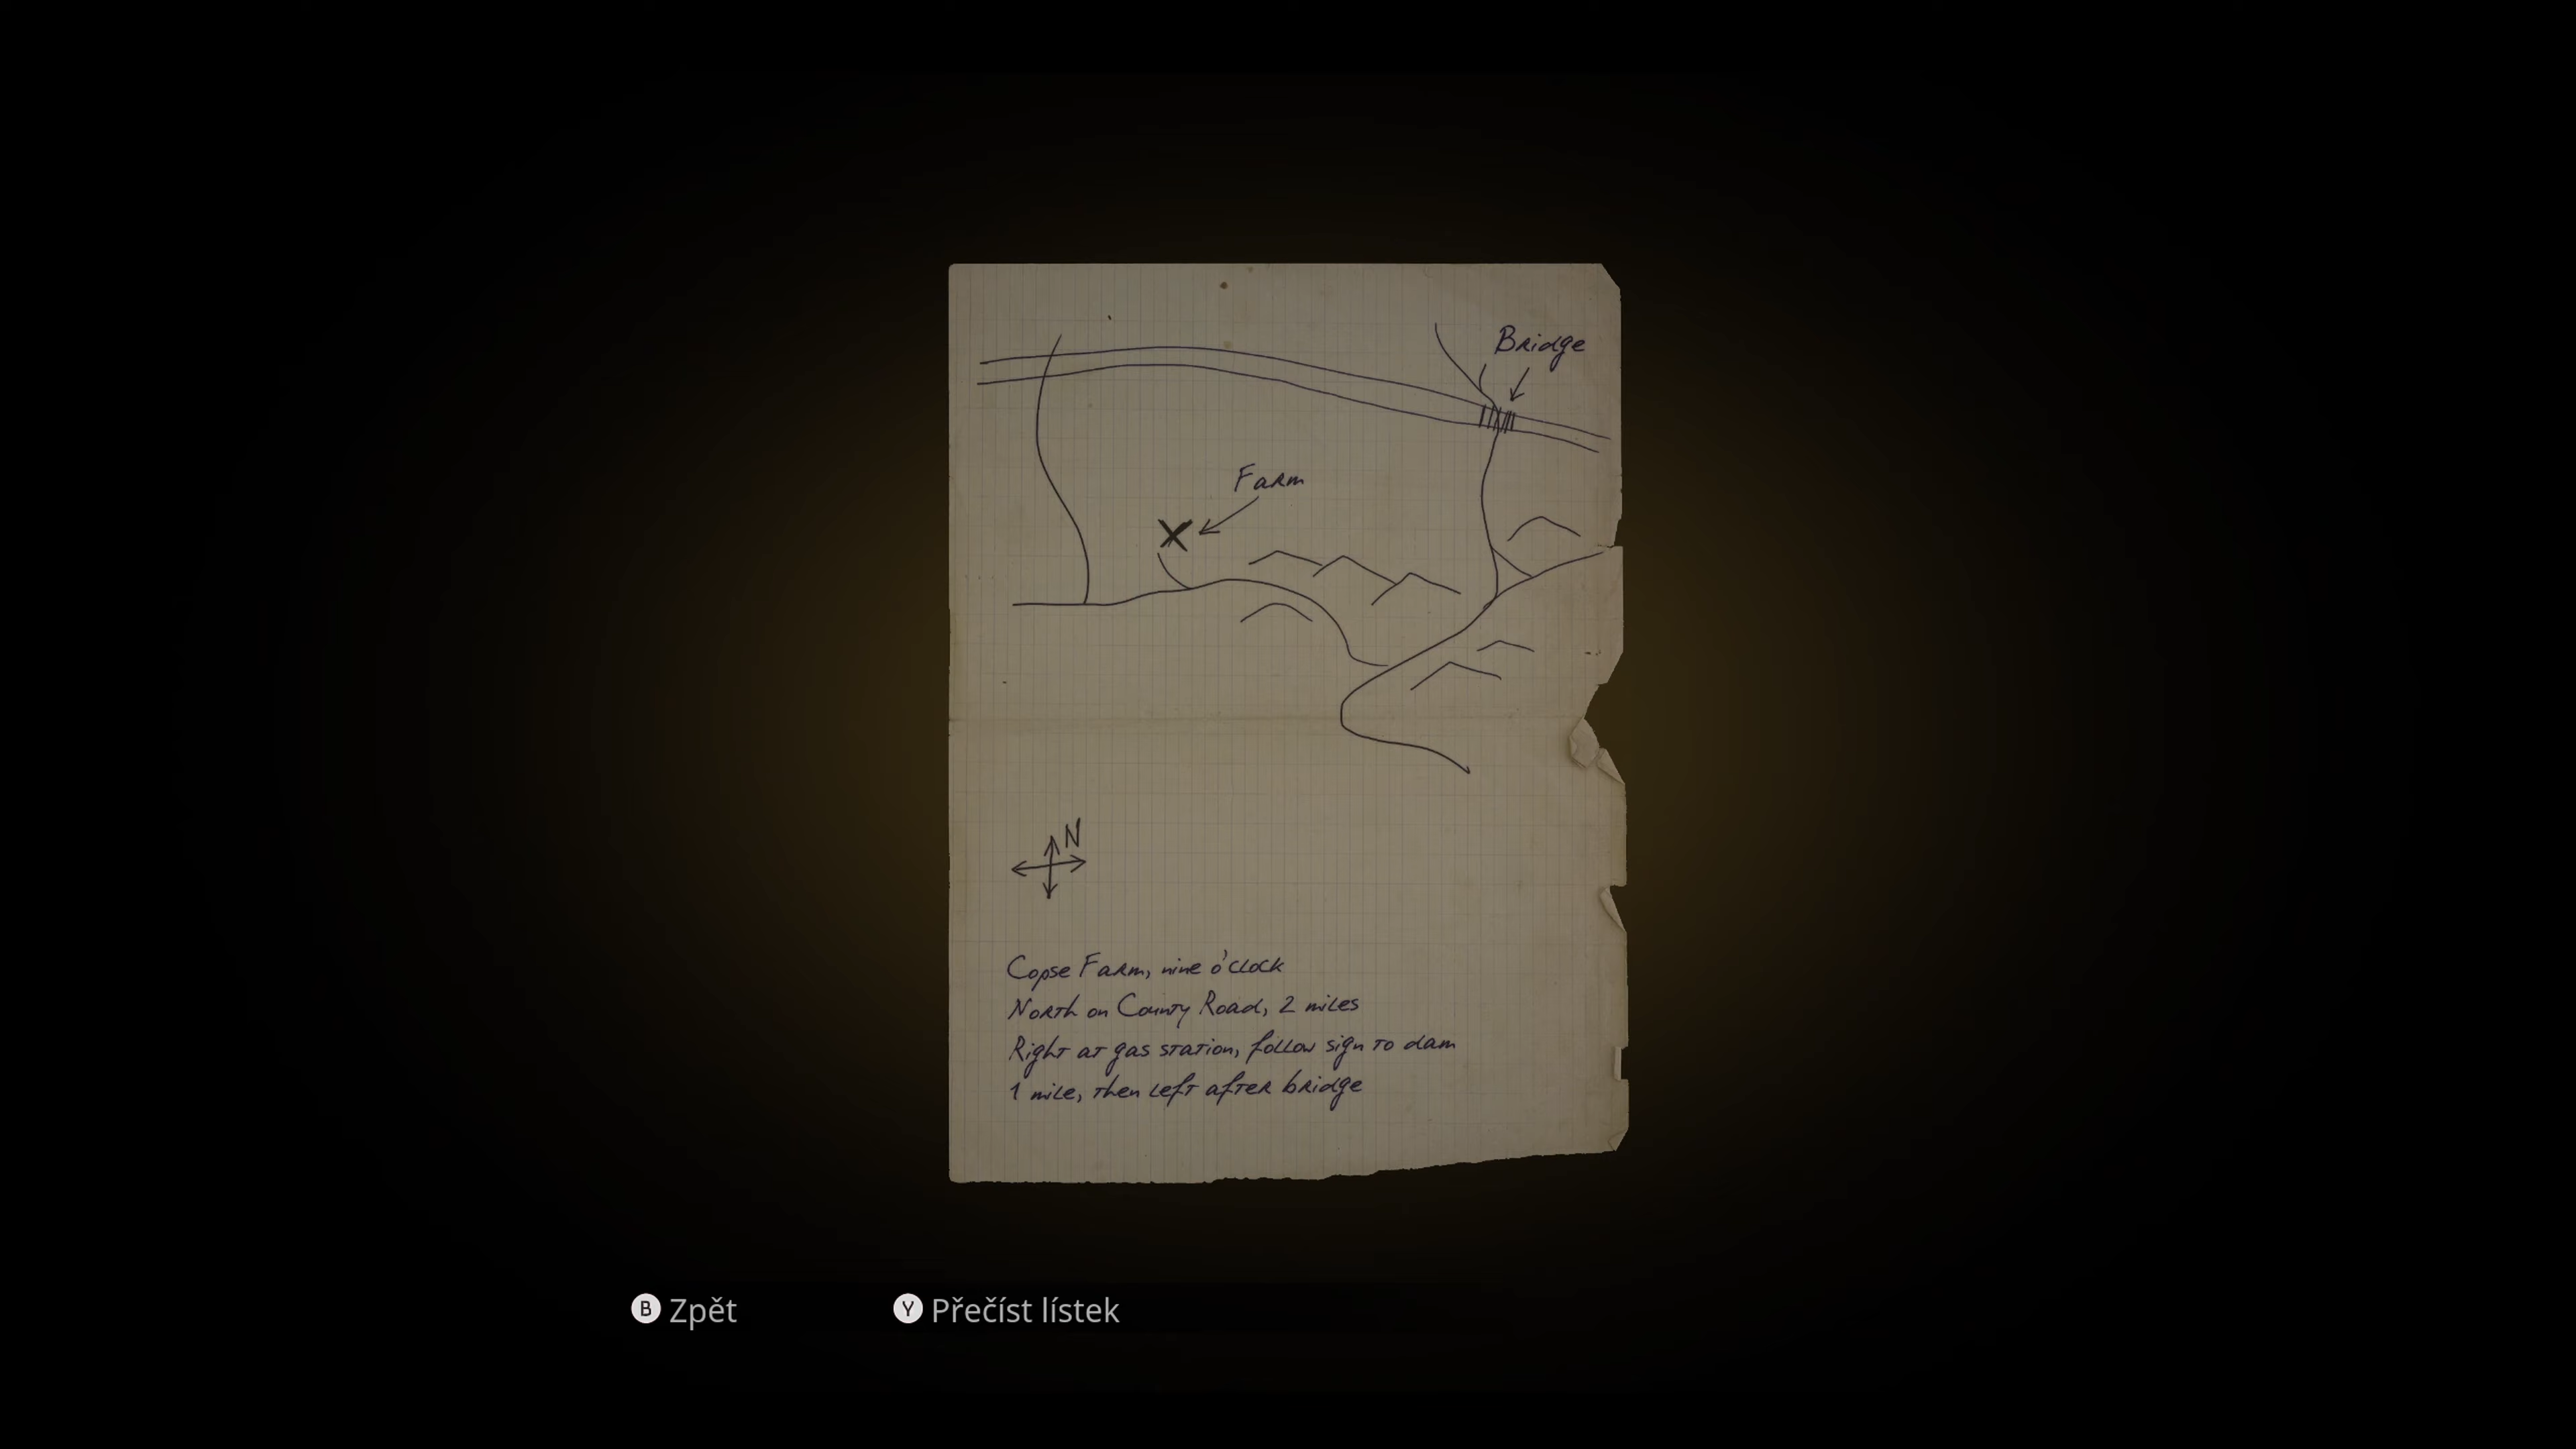 Bridge
Farm
N
Copse Farm, nine o'clock
North on County Road, 2 miles
Right at gas station, follow sign to dam
1 mile, then left after bridge
B Zpět
Y Přečíst lístek